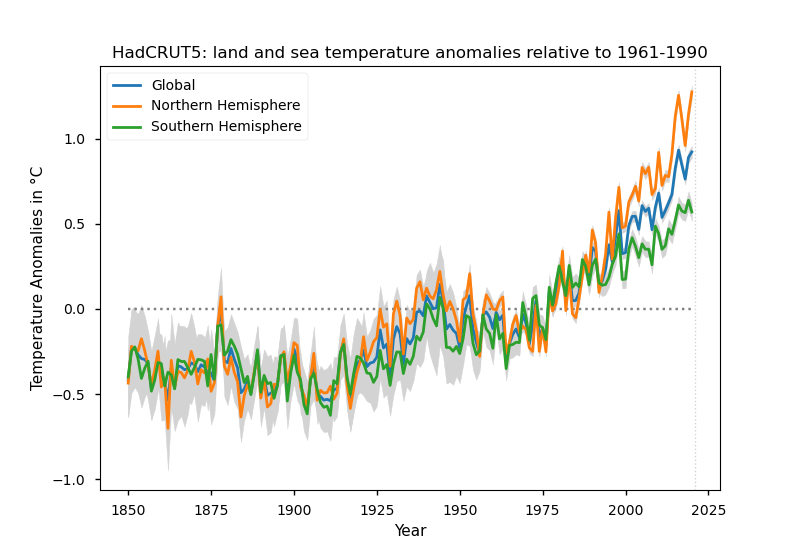 HadCRUT5: land and sea temperature anomalies relative to 1961-1990
Global
Northern Hemisphere
Southern Hemisphere
Temperature Anomalies in °C
1.0
0.5
0.0
−0.5
−1.0
1850 1875 1900 1925 1950 1975 2000 2025
Year